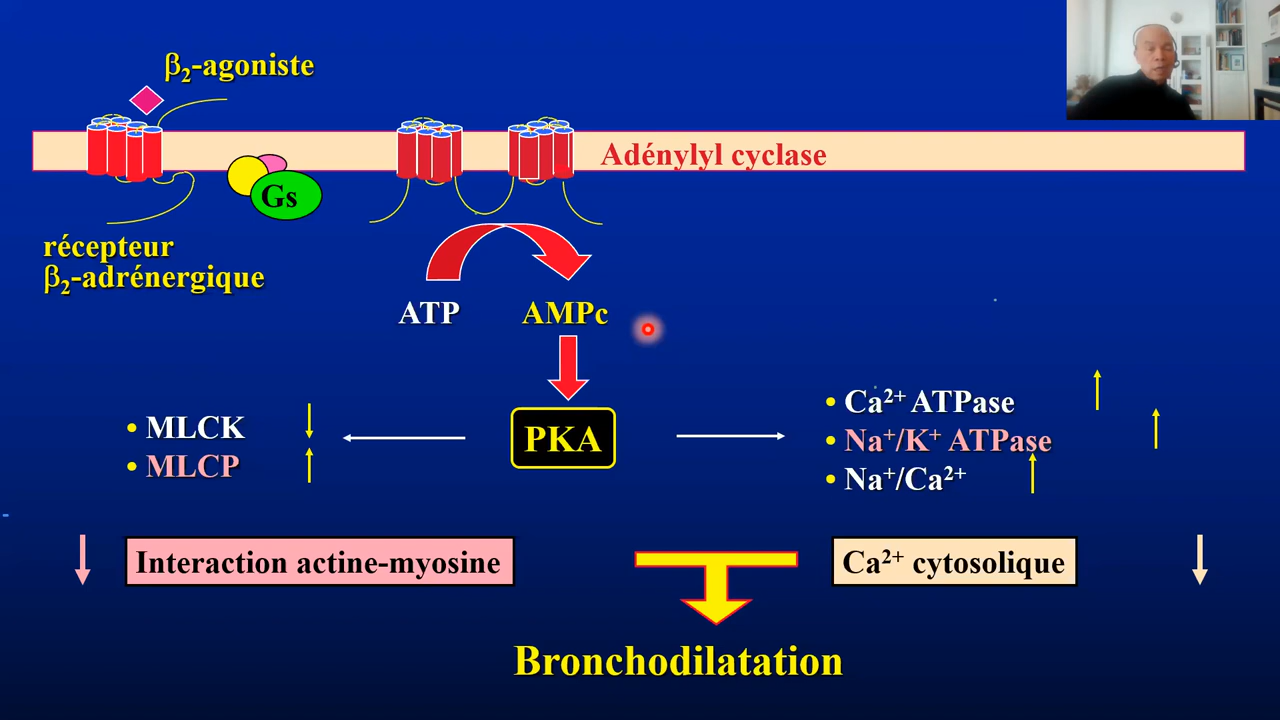 β₂-agoniste
Adénylyl cyclase
Gs
récepteur
β₂-adrénergique
ATP
AMPc
PKA
• MLCK
• MLCP
• Ca²⁺ ATPase
• Na⁺/K⁺ ATPase
• Na⁺/Ca²⁺
Interaction actine-myosine
Ca²⁺ cytosolique
Bronchodilatation